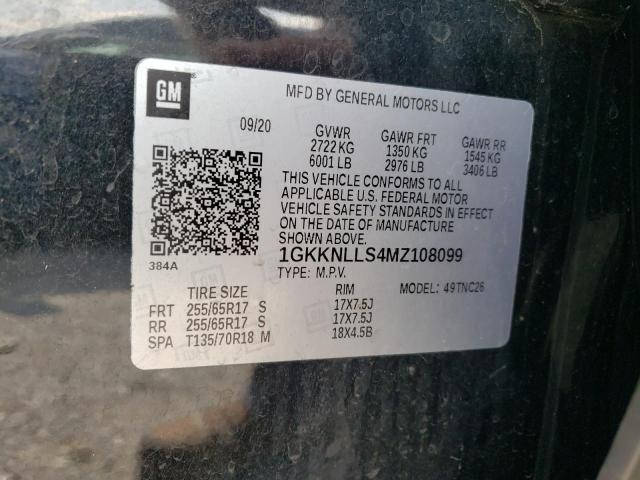 GM
MFD BY GENERAL MOTORS LLC
09/20 GVWR GAWR FRT GAWR RR
2722 KG 1350 KG 1545 KG
6001 LB 2976 LB 3406 LB
THIS VEHICLE CONFORMS TO ALL
APPLICABLE U.S. FEDERAL MOTOR
VEHICLE SAFETY STANDARDS IN EFFECT
ON THE DATE OF MANUFACTURE
SHOWN ABOVE.
1GKKNLLS4MZ108099
384A
TYPE: M.P.V. MODEL: 49TNC26
TIRE SIZE RIM
FRT 255/65R17 S 17X7.5J
RR 255/65R17 S 17X7.5J
SPA T135/70R18 M 18X4.5B